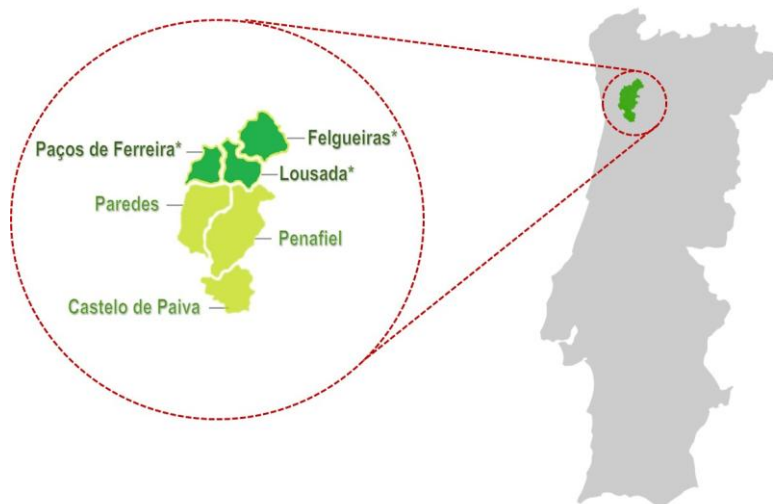 Felgueiras*
Paços de Ferreira*
Lousada*
Paredes
Penafiel
Castelo de Paiva